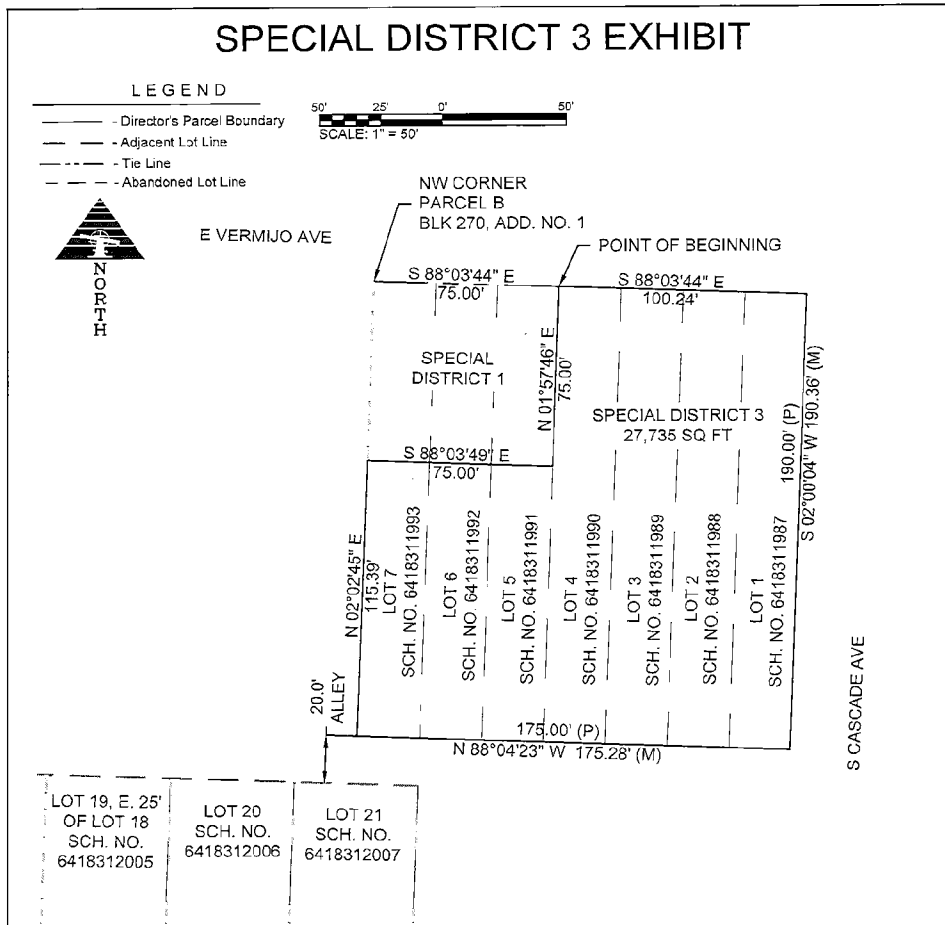 SPECIAL DISTRICT 3 EXHIBIT
LEGEND
- Director's Parcel Boundary
- Adjacent Lot Line
- Tie Line
- Abandoned Lot Line
50' 25' 0' 50'
SCALE: 1" = 50'
NORTH
E VERMIJO AVE
NW CORNER
PARCEL B
BLK 270, ADD. NO. 1
POINT OF BEGINNING
S 88°03'44" E
75.00'
S 88°03'44" E
100.24'
SPECIAL
DISTRICT 1
N 01°57'46" E
75.00'
SPECIAL DISTRICT 3
27,735 SQ FT
190.00' (P)
S 02°00'04" W 190.36' (M)
S 88°03'49" E
75.00'
N 02°02'45" E
115.39'
LOT 7
SCH. NO. 6418311993
LOT 6
SCH. NO. 6418311992
LOT 5
SCH. NO. 6418311991
LOT 4
SCH. NO. 6418311990
LOT 3
SCH. NO. 6418311989
LOT 2
SCH. NO. 6418311988
LOT 1
SCH. NO. 6418311987
S CASCADE AVE
20.0'
ALLEY
175.00' (P)
N 88°04'23" W 175.28' (M)
LOT 19, E. 25'
OF LOT 18
SCH. NO.
6418312005
LOT 20
SCH. NO.
6418312006
LOT 21
SCH. NO.
6418312007